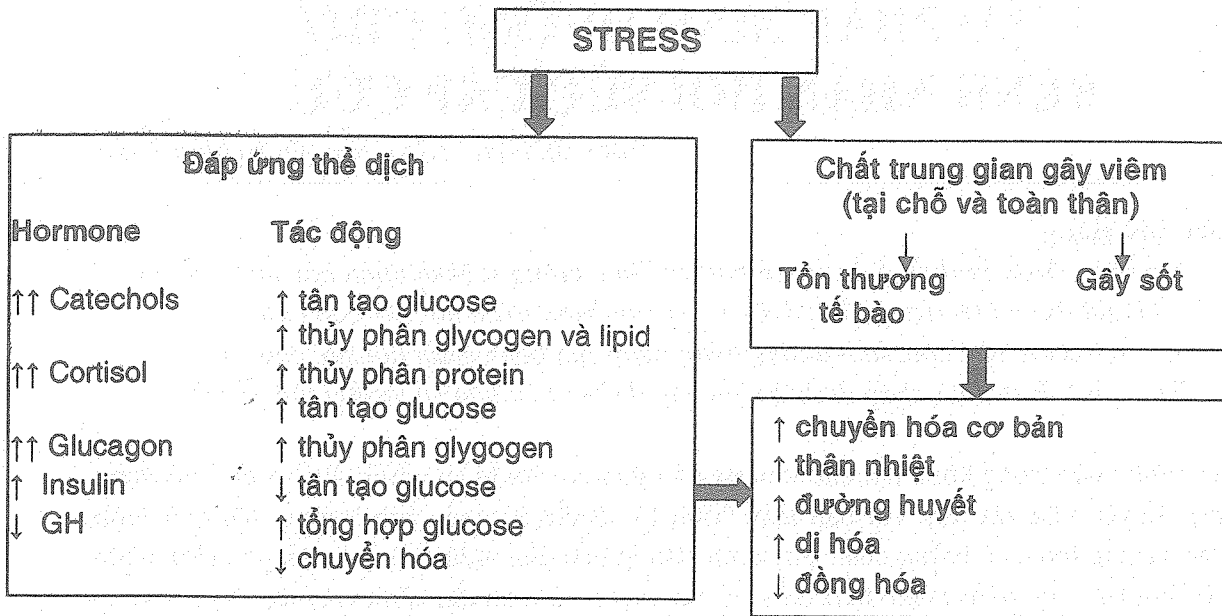 STRESS
Đáp ứng thể dịch
Hormone Tác động
↑↑ Catechols ↑ tân tạo glucose
↑ thủy phân glycogen và lipid
↑↑ Cortisol ↑ thủy phân protein
↑ tân tạo glucose
↑↑ Glucagon ↑ thủy phân glygogen
↑ Insulin ↓ tân tạo glucose
↓ GH ↑ tổng hợp glucose
↓ chuyển hóa
Chất trung gian gây viêm
(tại chỗ và toàn thân)
Tổn thương Gây sốt
tế bào
↑ chuyển hóa cơ bản
↑ thân nhiệt
↑ đường huyết
↑ dị hóa
↓ đồng hóa